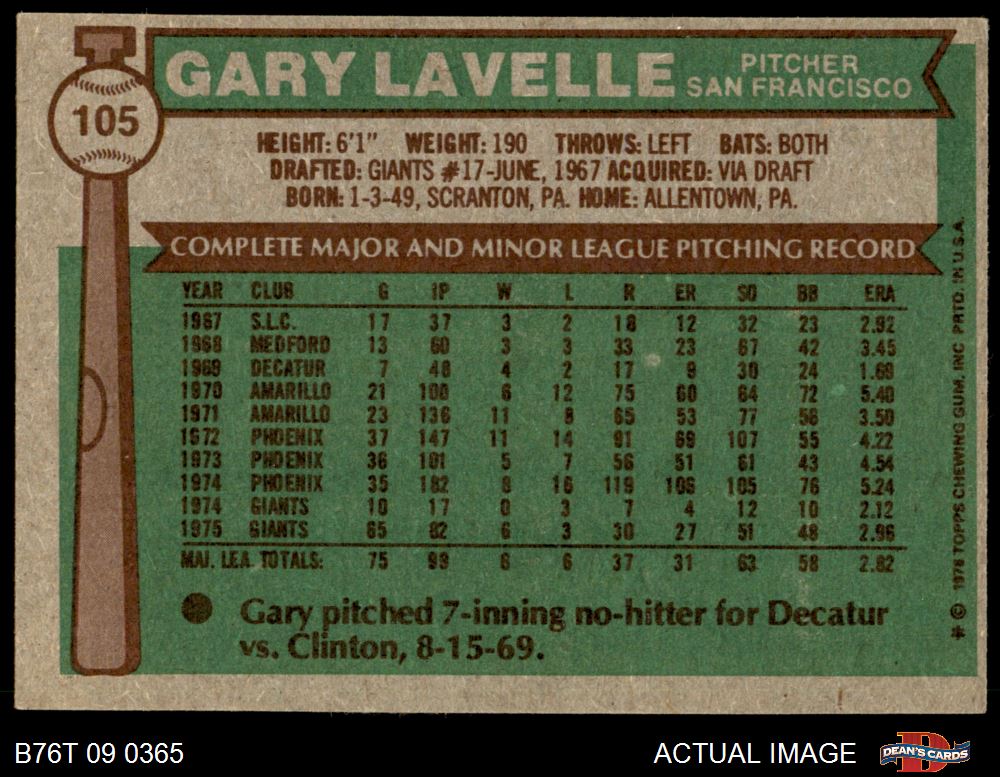 GARY LAVELLE
PITCHER
SAN FRANCISCO
105
HEIGHT: 6'1" WEIGHT: 190 THROWS: LEFT BATS: BOTH
DRAFTED: GIANTS #17-JUNE, 1967 ACQUIRED: VIA DRAFT
BORN: 1-3-49, SCRANTON, PA. HOME: ALLENTOWN, PA.
COMPLETE MAJOR AND MINOR LEAGUE PITCHING RECORD
YEAR CLUB G IP W L R ER SO BB ERA
1967 S.L.C. 17 37 3 2 18 12 32 23 2.92
1968 MEDFORD 13 60 3 3 33 23 67 42 3.45
1969 DECATUR 7 48 4 2 17 9 30 24 1.69
1970 AMARILLO 21 100 6 12 75 60 64 72 5.40
1971 AMARILLO 23 136 11 8 65 53 77 56 3.50
1972 PHOENIX 37 147 11 14 91 69 107 55 4.22
1973 PHOENIX 36 101 5 7 56 51 61 43 4.54
1974 PHOENIX 35 182 8 16 119 106 105 76 5.24
1974 GIANTS 10 17 0 3 7 4 12 10 2.12
1975 GIANTS 65 82 6 3 30 27 51 48 2.96
MAJ. LEA. TOTALS: 75 99 6 6 37 31 63 58 2.82
Gary pitched 7-inning no-hitter for Decatur
vs. Clinton, 8-15-69.
* © 1976 TOPPS CHEWING GUM, INC. PRTD. IN U.S.A.
B76T 09 0365
ACTUAL IMAGE
D
DEAN'S CARDS